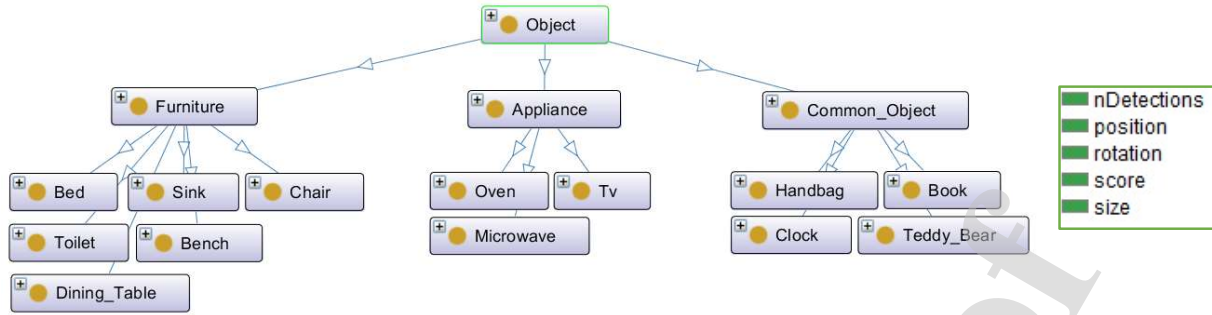 Object
Furniture
Appliance
Common_Object
Bed
Sink
Chair
Toilet
Bench
Dining_Table
Oven
Tv
Microwave
Handbag
Book
Clock
Teddy_Bear
nDetections
position
rotation
score
size